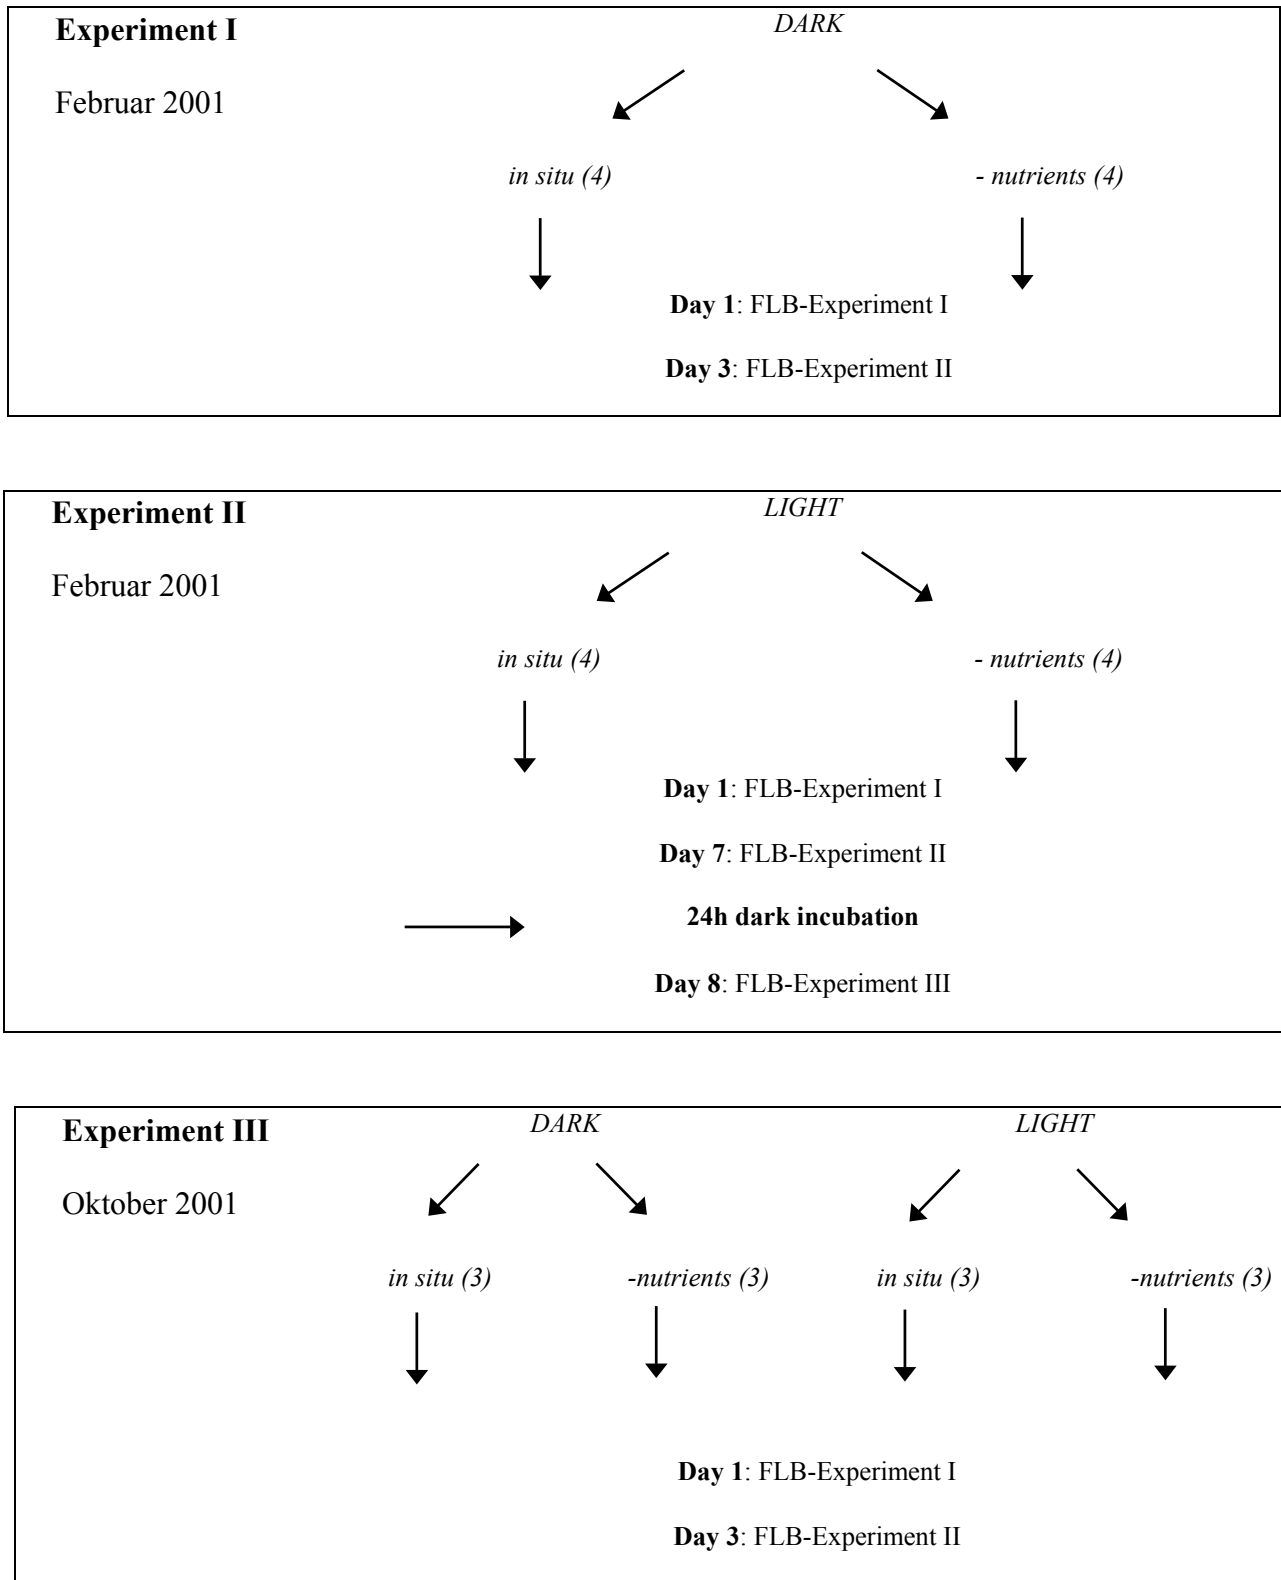 Experiment I
DARK
Februar 2001
in situ (4)
- nutrients (4)
Day 1: FLB-Experiment I
Day 3: FLB-Experiment II
Experiment II
LIGHT
Februar 2001
in situ (4)
- nutrients (4)
Day 1: FLB-Experiment I
Day 7: FLB-Experiment II
24h dark incubation
Day 8: FLB-Experiment III
Experiment III
DARK
LIGHT
Oktober 2001
in situ (3)
-nutrients (3)
in situ (3)
-nutrients (3)
Day 1: FLB-Experiment I
Day 3: FLB-Experiment II